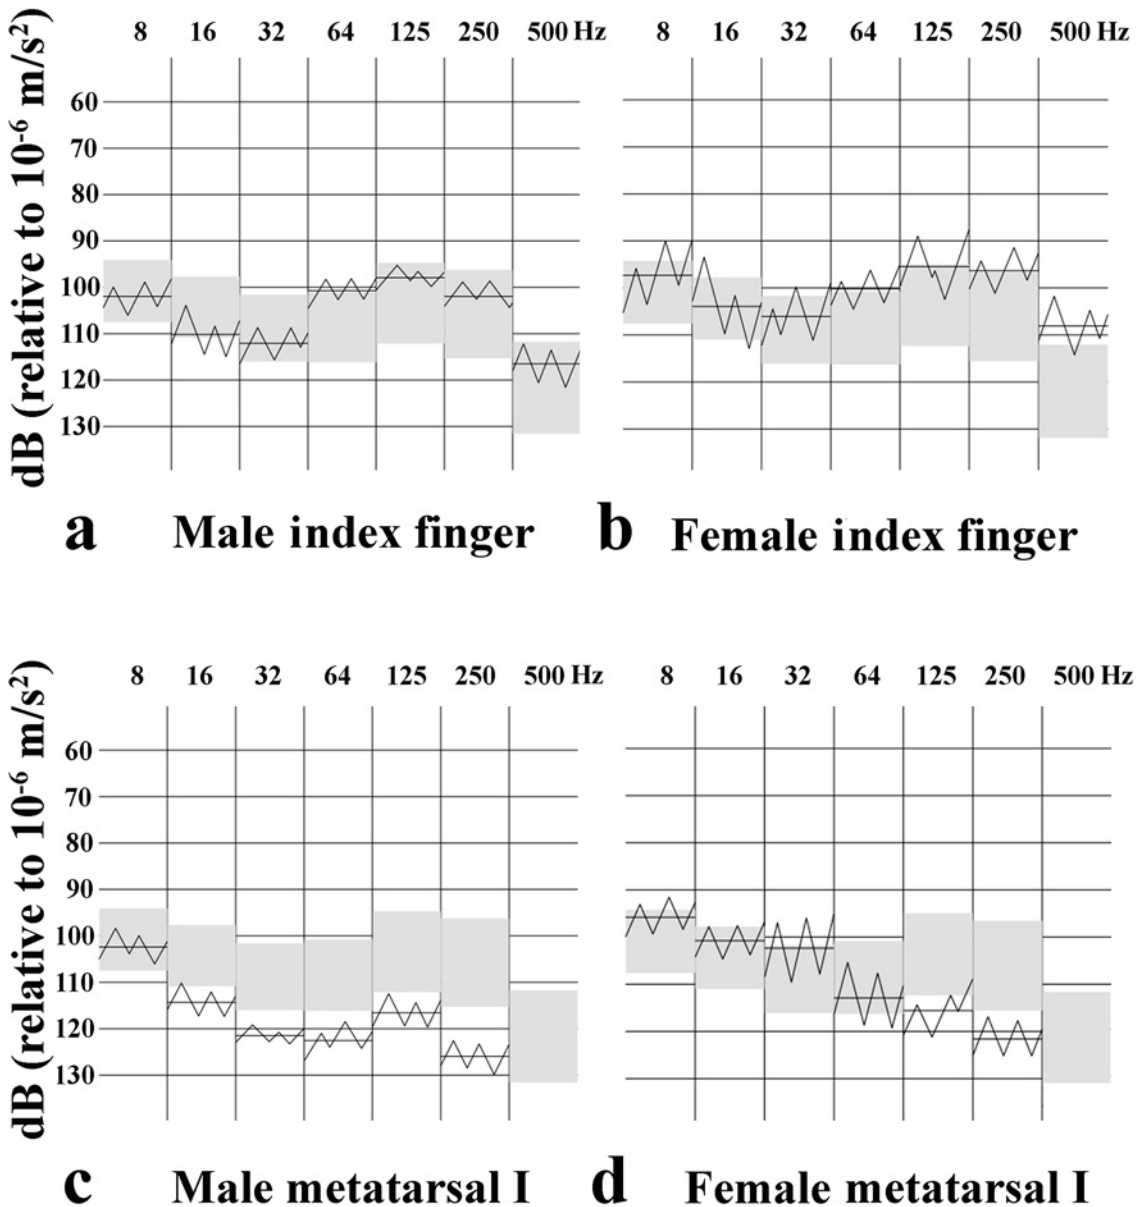 8 16 32 64 125 250 500 Hz
8 16 32 64 125 250 500 Hz
dB (relative to 10⁻⁶ m/s²)
60
70
80
90
100
110
120
130
a Male index finger
b Female index finger
8 16 32 64 125 250 500 Hz
8 16 32 64 125 250 500 Hz
dB (relative to 10⁻⁶ m/s²)
60
70
80
90
100
110
120
130
c Male metatarsal I
d Female metatarsal I